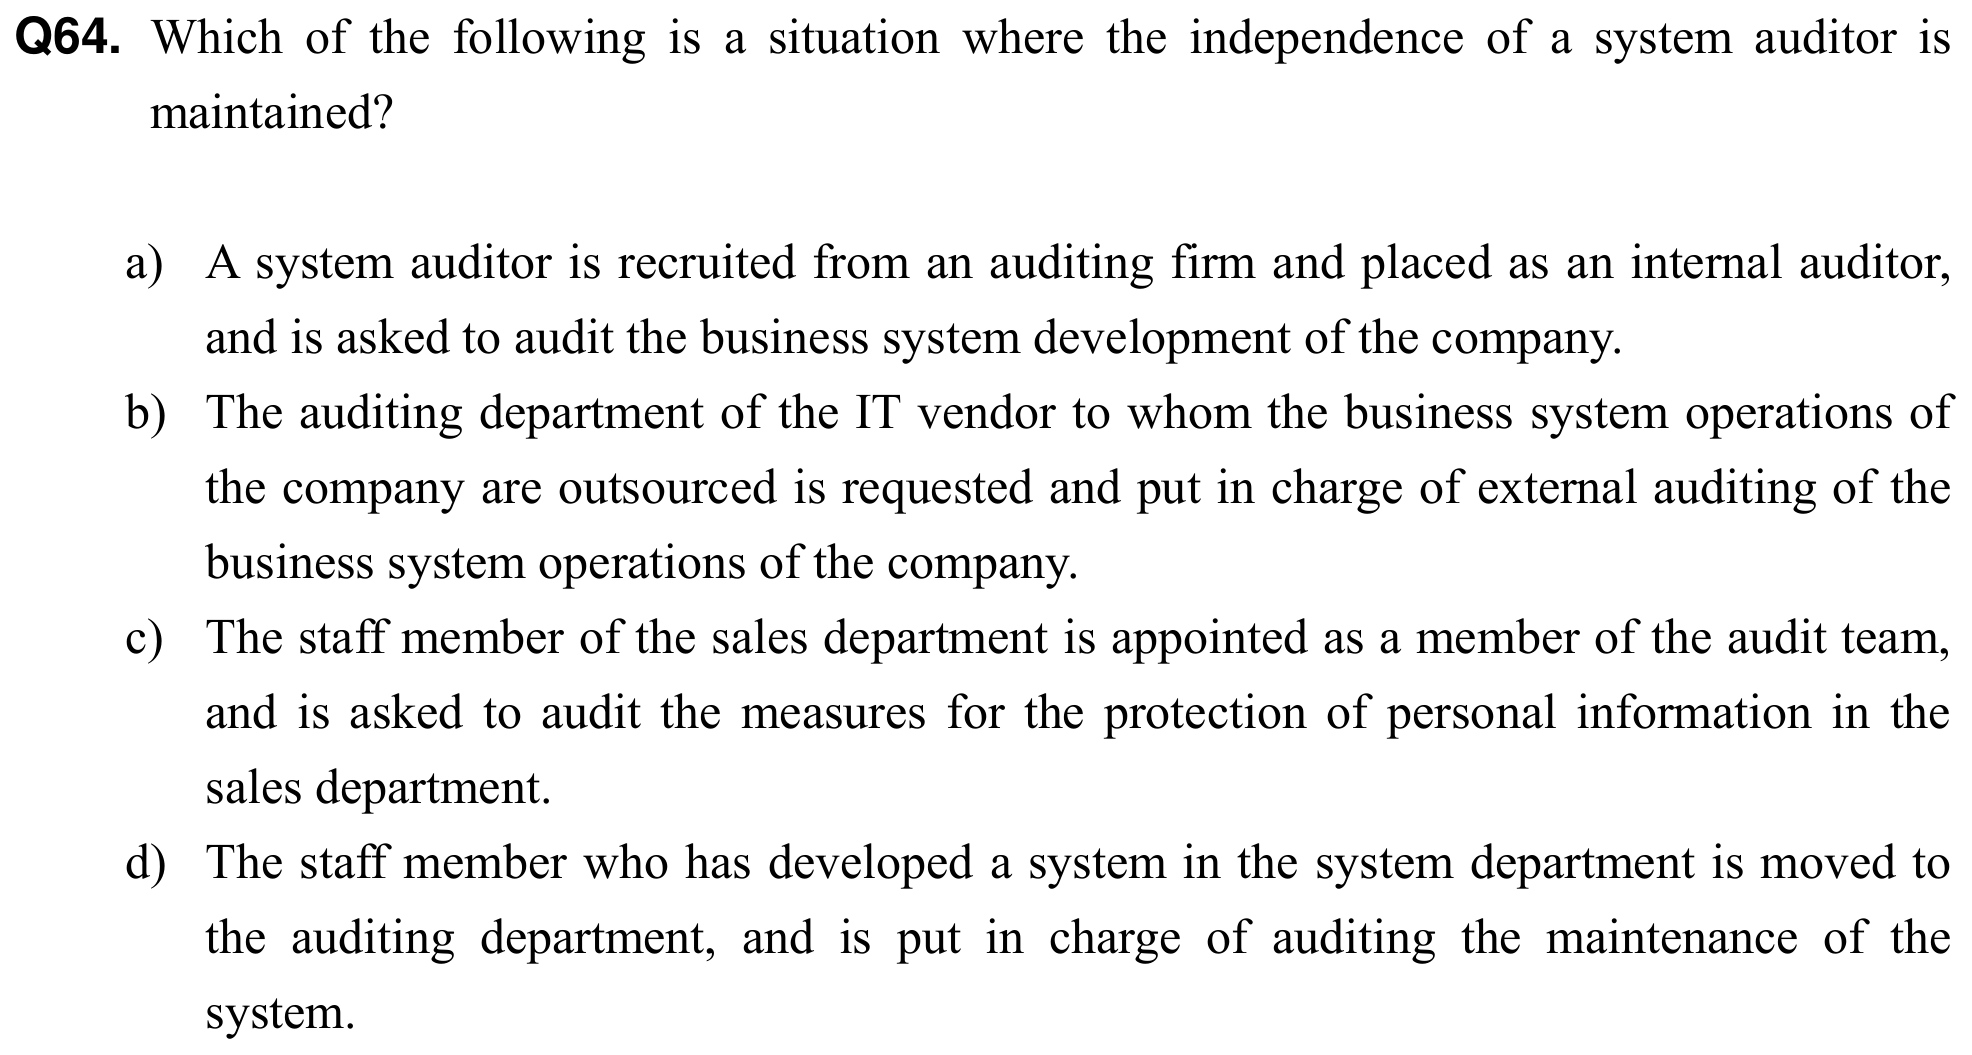 Q64. Which of the following is a situation where the independence of a system auditor is
maintained?
a) A system auditor is recruited from an auditing firm and placed as an internal auditor,
and is asked to audit the business system development of the company.
b) The auditing department of the IT vendor to whom the business system operations of
the company are outsourced is requested and put in charge of external auditing of the
business system operations of the company.
c) The staff member of the sales department is appointed as a member of the audit team,
and is asked to audit the measures for the protection of personal information in the
sales department.
d) The staff member who has developed a system in the system department is moved to
the auditing department, and is put in charge of auditing the maintenance of the
system.